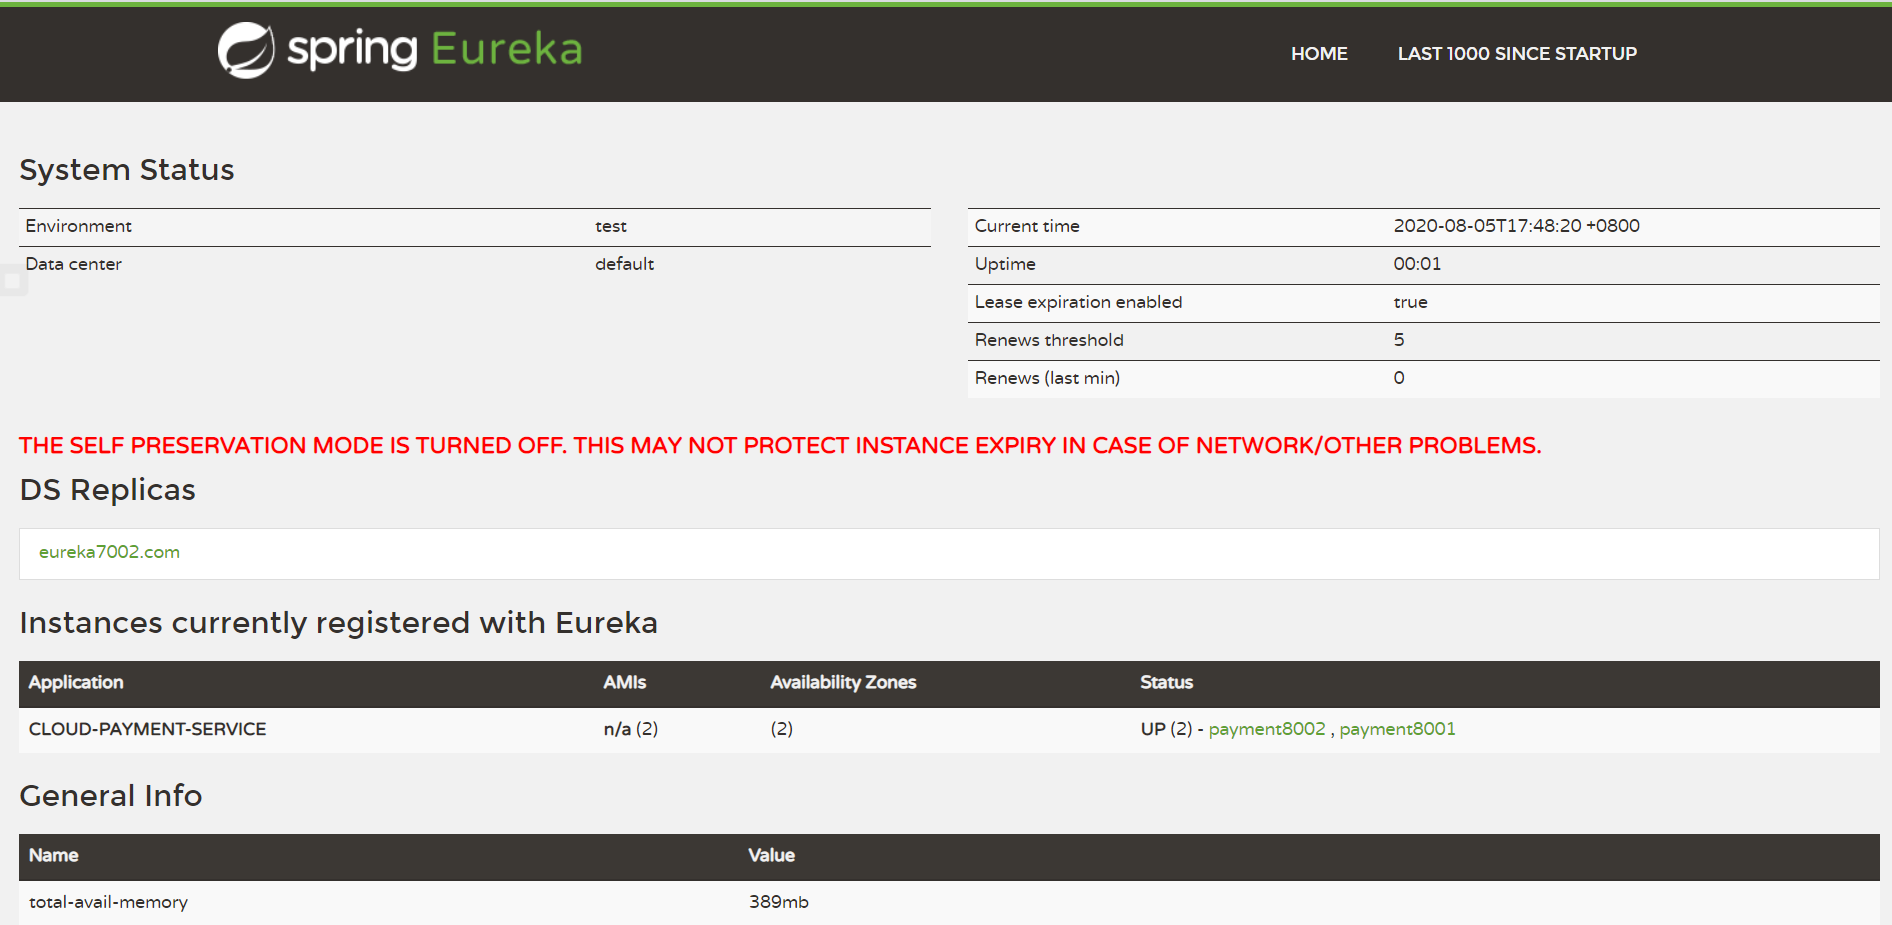 spring Eureka
HOME LAST 1000 SINCE STARTUP
System Status
Environment test
Data center default
Current time 2020-08-05T17:48:20 +0800
Uptime 00:01
Lease expiration enabled true
Renews threshold 5
Renews (last min) 0
THE SELF PRESERVATION MODE IS TURNED OFF. THIS MAY NOT PROTECT INSTANCE EXPIRY IN CASE OF NETWORK/OTHER PROBLEMS.
DS Replicas
eureka7002.com
Instances currently registered with Eureka
Application AMIs Availability Zones Status
CLOUD-PAYMENT-SERVICE n/a (2) (2) UP (2) - payment8002 , payment8001
General Info
Name Value
total-avail-memory 389mb